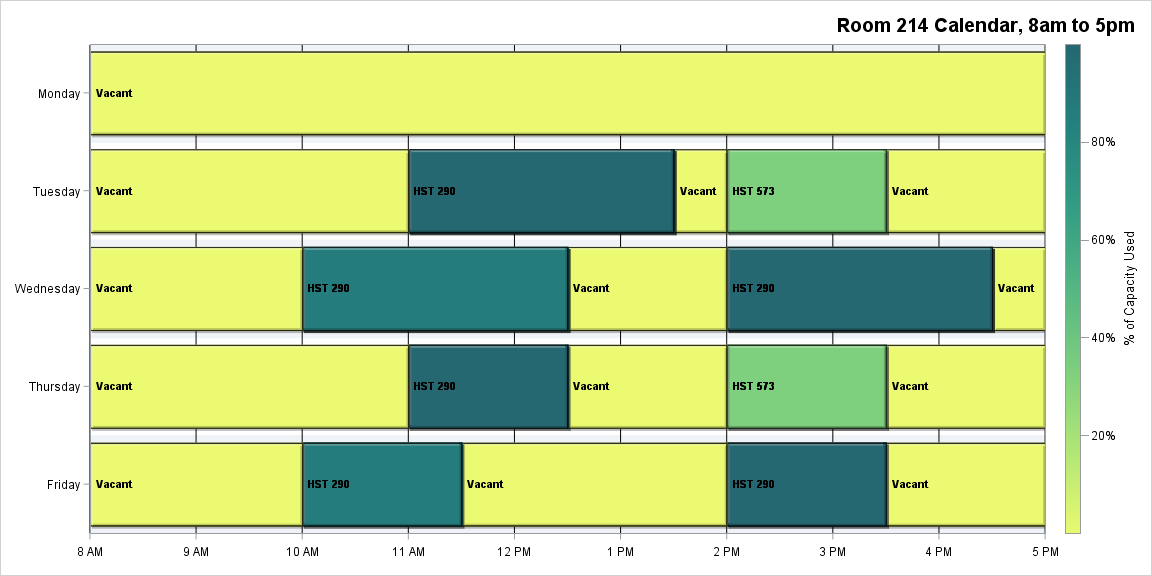 Room 214 Calendar, 8am to 5pm
Monday
Vacant
Tuesday
Vacant
HST 290
Vacant
HST 573
Vacant
Wednesday
Vacant
HST 290
Vacant
HST 290
Vacant
Thursday
Vacant
HST 290
Vacant
HST 573
Vacant
Friday
Vacant
HST 290
Vacant
HST 290
Vacant
8 AM 9 AM 10 AM 11 AM 12 PM 1 PM 2 PM 3 PM 4 PM 5 PM
80%
60%
40%
20%
% of Capacity Used